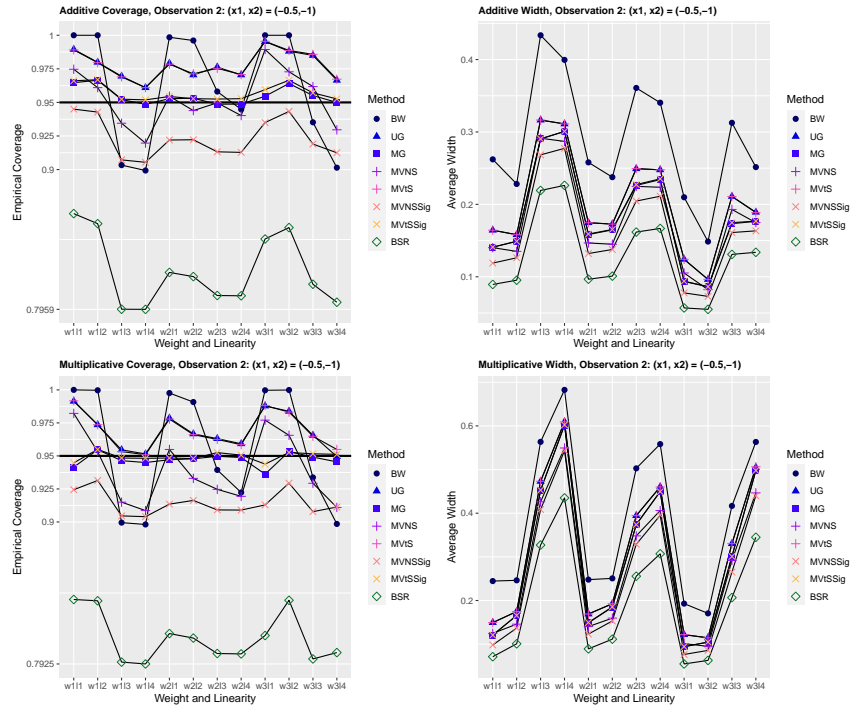 Additive Coverage, Observation 2: (x1, x2) = (−0.5,−1)
1
0.975
0.95
0.925
0.9
0.7959
Empirical Coverage
w1l1 w1l2 w1l3 w1l4 w2l1 w2l2 w2l3 w2l4 w3l1 w3l2 w3l3 w3l4
Weight and Linearity
Method
BW
UG
MG
MVNS
MVtS
MVNSSig
MVtSSig
BSR
Additive Width, Observation 2: (x1, x2) = (−0.5,−1)
0.4
0.3
0.2
0.1
Average Width
w1l1 w1l2 w1l3 w1l4 w2l1 w2l2 w2l3 w2l4 w3l1 w3l2 w3l3 w3l4
Weight and Linearity
Method
BW
UG
MG
MVNS
MVtS
MVNSSig
MVtSSig
BSR
Multiplicative Coverage, Observation 2: (x1, x2) = (−0.5,−1)
1
0.975
0.95
0.925
0.9
0.7925
Empirical Coverage
w1l1 w1l2 w1l3 w1l4 w2l1 w2l2 w2l3 w2l4 w3l1 w3l2 w3l3 w3l4
Weight and Linearity
Method
BW
UG
MG
MVNS
MVtS
MVNSSig
MVtSSig
BSR
Multiplicative Width, Observation 2: (x1, x2) = (−0.5,−1)
0.6
0.4
0.2
Average Width
w1l1 w1l2 w1l3 w1l4 w2l1 w2l2 w2l3 w2l4 w3l1 w3l2 w3l3 w3l4
Weight and Linearity
Method
BW
UG
MG
MVNS
MVtS
MVNSSig
MVtSSig
BSR